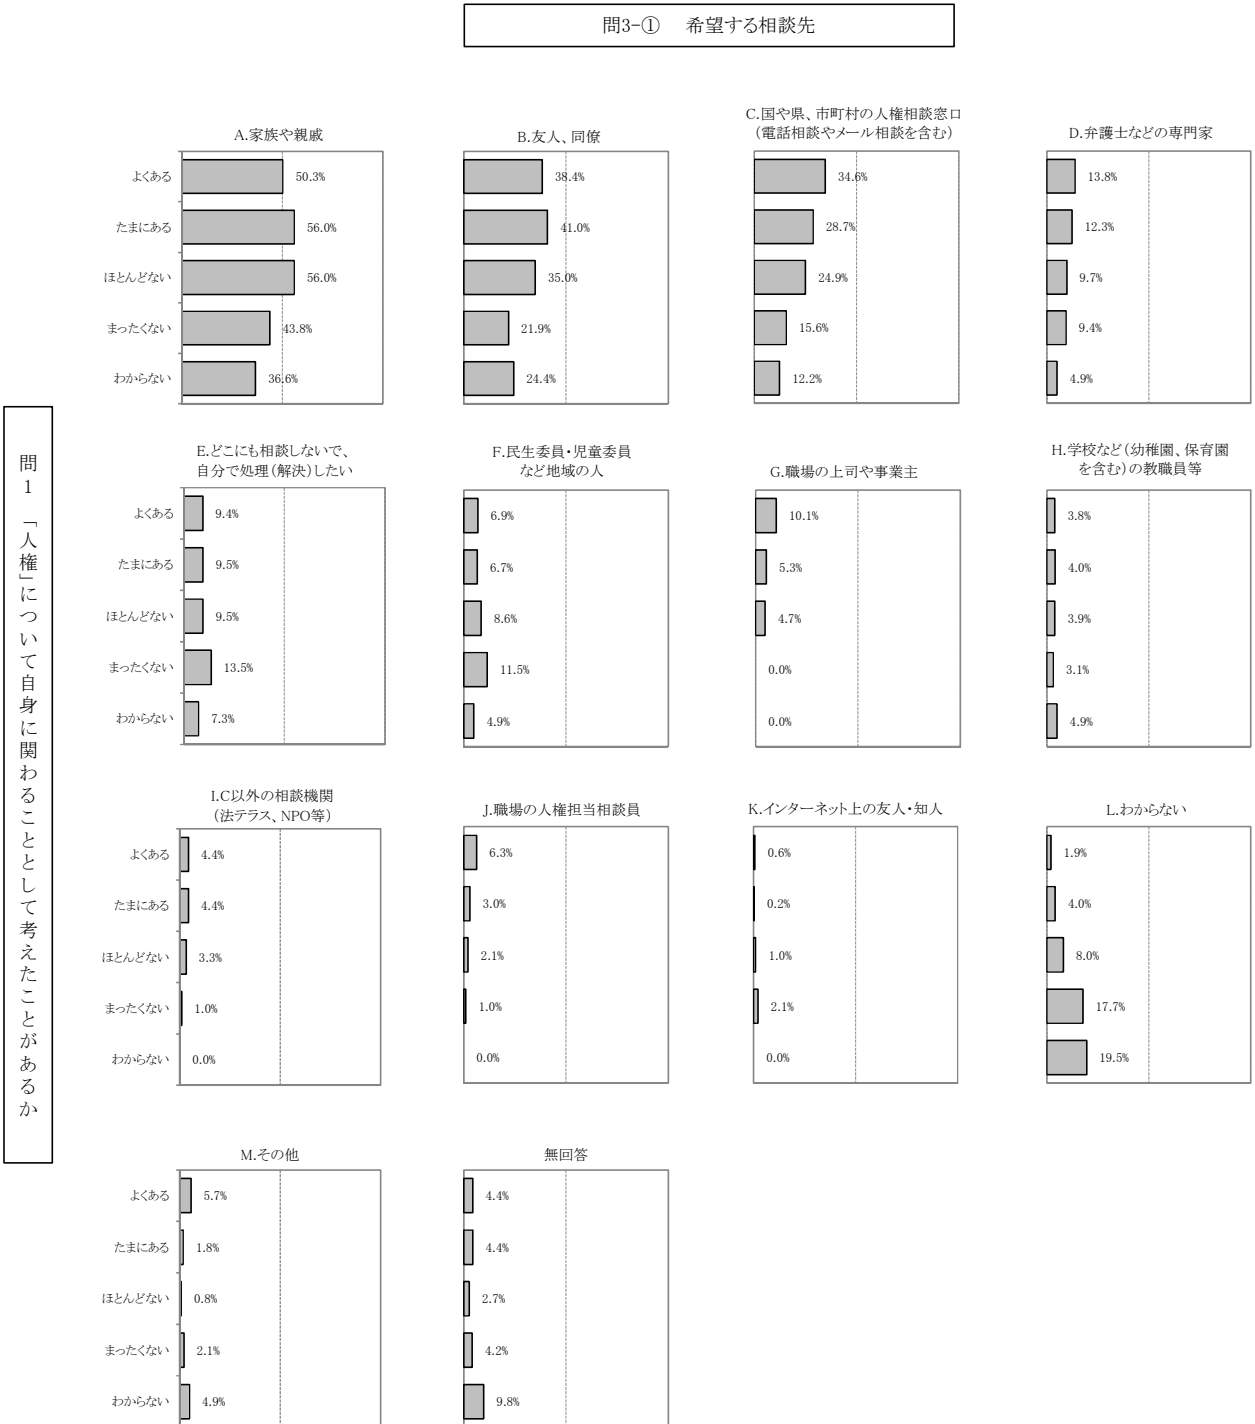 問3-①　希望する相談先
問1　「人権」について自身に関わることとして考えたことがあるか
A.家族や親戚
よくある 50.3%
たまにある 56.0%
ほとんどない 56.0%
まったくない 43.8%
わからない 36.6%
B.友人、同僚
38.4%
41.0%
35.0%
21.9%
24.4%
C.国や県、市町村の人権相談窓口
(電話相談やメール相談を含む)
34.6%
28.7%
24.9%
15.6%
12.2%
D.弁護士などの専門家
13.8%
12.3%
9.7%
9.4%
4.9%
E.どこにも相談しないで、
自分で処理(解決)したい
よくある 9.4%
たまにある 9.5%
ほとんどない 9.5%
まったくない 13.5%
わからない 7.3%
F.民生委員・児童委員
など地域の人
6.9%
6.7%
8.6%
11.5%
4.9%
G.職場の上司や事業主
10.1%
5.3%
4.7%
0.0%
0.0%
H.学校など(幼稚園、保育園
を含む)の教職員等
3.8%
4.0%
3.9%
3.1%
4.9%
I.C以外の相談機関
(法テラス、NPO等)
よくある 4.4%
たまにある 4.4%
ほとんどない 3.3%
まったくない 1.0%
わからない 0.0%
J.職場の人権担当相談員
6.3%
3.0%
2.1%
1.0%
0.0%
K.インターネット上の友人・知人
0.6%
0.2%
1.0%
2.1%
0.0%
L.わからない
1.9%
4.0%
8.0%
17.7%
19.5%
M.その他
よくある 5.7%
たまにある 1.8%
ほとんどない 0.8%
まったくない 2.1%
わからない 4.9%
無回答
4.4%
4.4%
2.7%
4.2%
9.8%